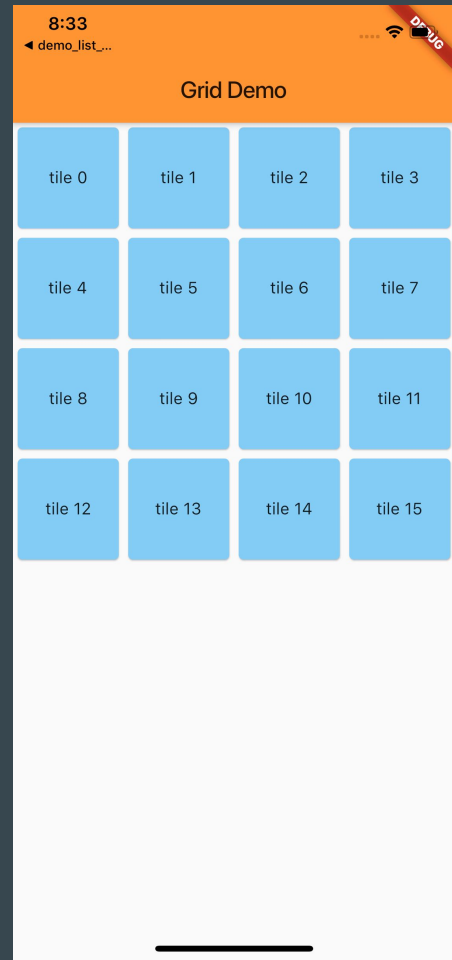 8:33
◀ demo_list_...
DEBUG
Grid Demo
tile 0 tile 1 tile 2 tile 3
tile 4 tile 5 tile 6 tile 7
tile 8 tile 9 tile 10 tile 11
tile 12 tile 13 tile 14 tile 15